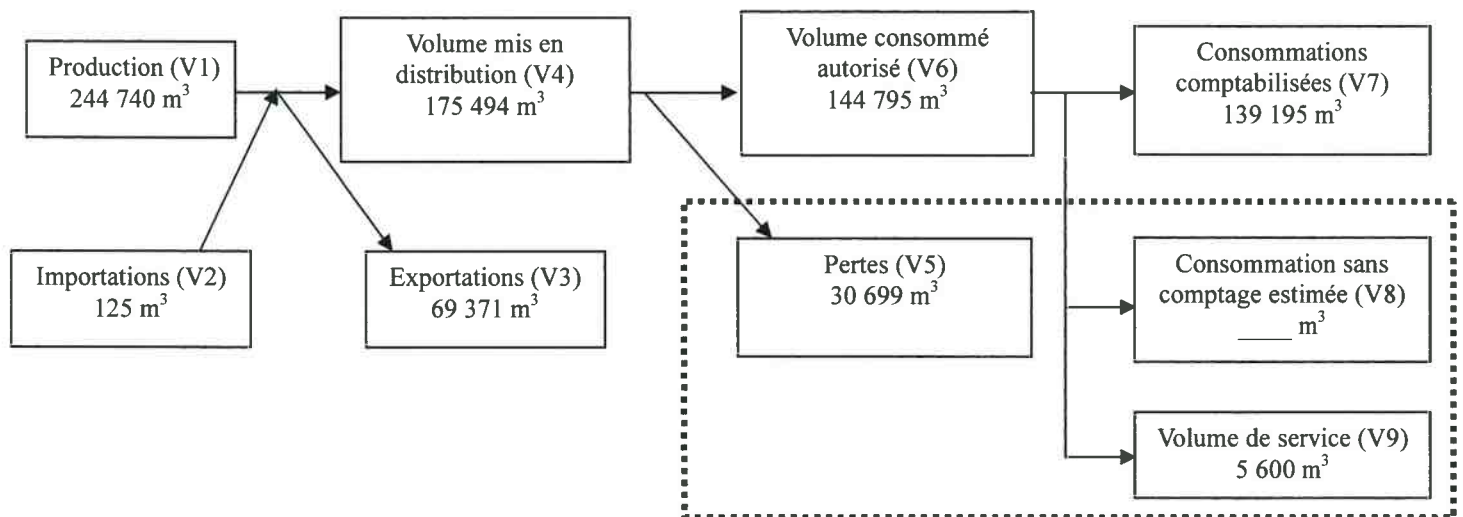 Production (V1)
244 740 m³
Volume mis en
distribution (V4)
175 494 m³
Volume consommé
autorisé (V6)
144 795 m³
Consommations
comptabilisées (V7)
139 195 m³
Importations (V2)
125 m³
Exportations (V3)
69 371 m³
Pertes (V5)
30 699 m³
Consommation sans
comptage estimée (V8)
____ m³
Volume de service (V9)
5 600 m³